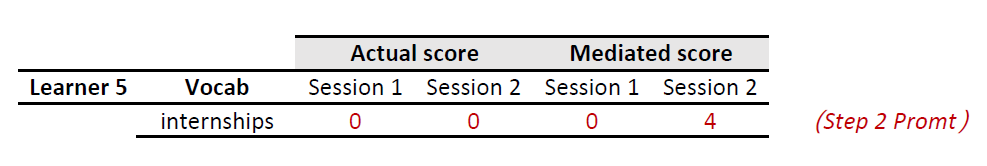 Actual score Mediated score
Learner 5 Vocab Session 1 Session 2 Session 1 Session 2
internships 0 0 0 4 (Step 2 Promt)